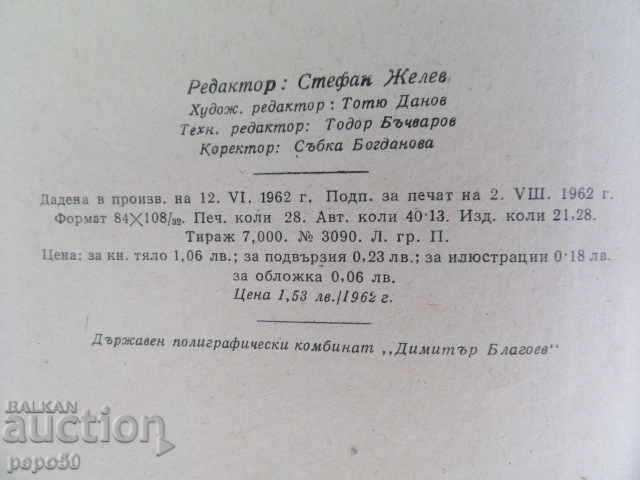 Редактор: Стефан Желев
Худож. редактор: Тотю Данов
Техн. редактор: Тодор Бъчваров
Коректор: Събка Богданова
Дадена в произв. на 12. VI. 1962 г. Подп. за печат на 2. VIII. 1962 г.
Формат 84×108/32. Печ. коли 28. Авт. коли 40·13. Изд. коли 21,28.
Тираж 7,000. № 3090. Л. гр. П.
Цена: за кн. тяло 1,06 лв.; за подвързия 0,23 лв.; за илюстрации 0·18 лв.
за обложка 0,06 лв.
Цена 1,53 лв./1962 г.
Държавен полиграфически комбинат „Димитър Благоев"
BALKAN
auction
papo50